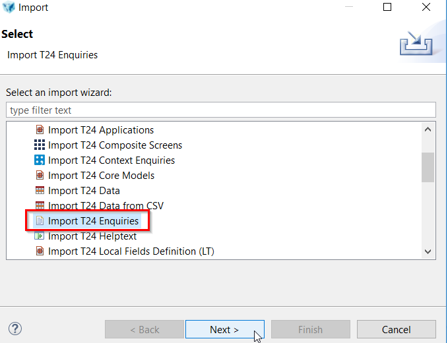 Import
Select
Import T24 Enquiries
Select an import wizard:
type filter text
Import T24 Applications
Import T24 Composite Screens
Import T24 Context Enquiries
Import T24 Core Models
Import T24 Data
Import T24 Data from CSV
Import T24 Enquiries
Import T24 Helptext
Import T24 Local Fields Definition (LT)
?
< Back
Next >
Finish
Cancel